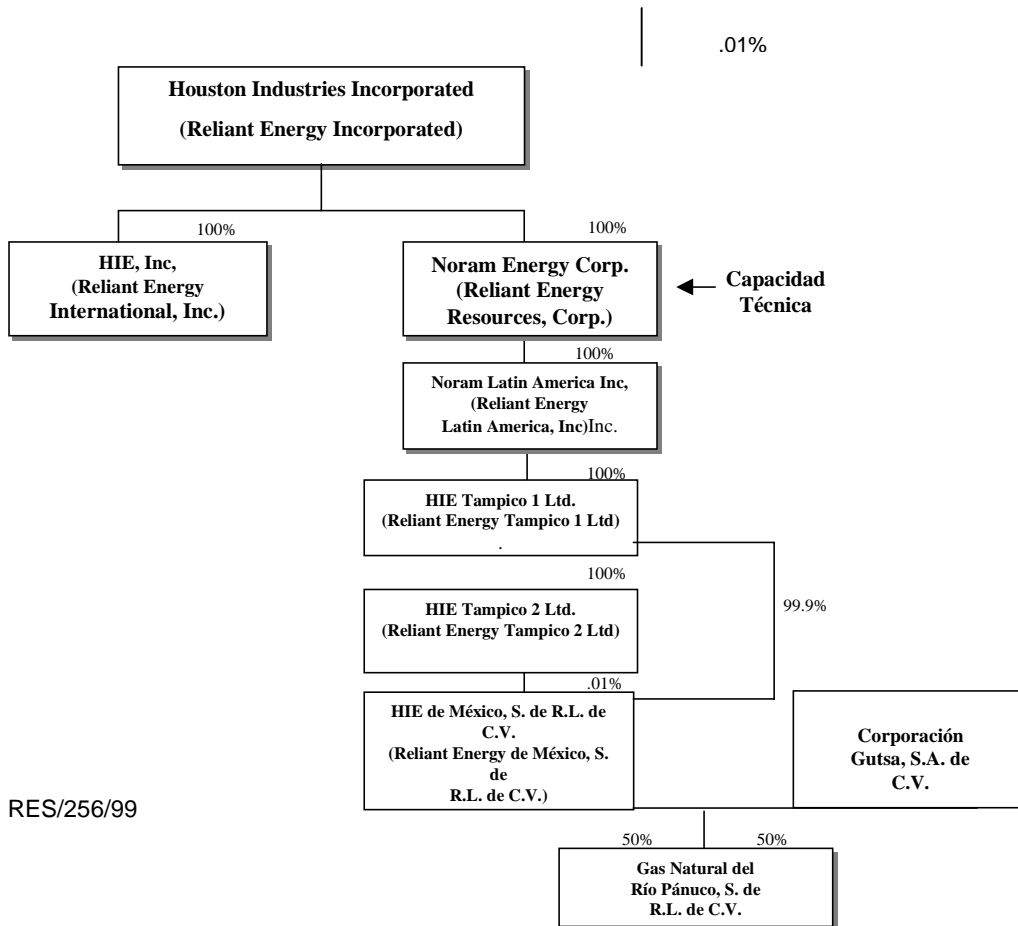 .01%
Houston Industries Incorporated
(Reliant Energy Incorporated)
100%
100%
HIE, Inc,
(Reliant Energy
International, Inc.)
Noram Energy Corp.
(Reliant Energy
Resources, Corp.)
Capacidad
Técnica
100%
Noram Latin America Inc,
(Reliant Energy
Latin America, Inc)Inc.
100%
HIE Tampico 1 Ltd.
(Reliant Energy Tampico 1 Ltd)
.
100%
HIE Tampico 2 Ltd.
(Reliant Energy Tampico 2 Ltd)
99.9%
.01%
HIE de México, S. de R.L. de
C.V.
(Reliant Energy de México, S.
de
R.L. de C.V.)
Corporación
Gutsa, S.A. de
C.V.
RES/256/99
50%
50%
Gas Natural del
Río Pánuco, S. de
R.L. de C.V.